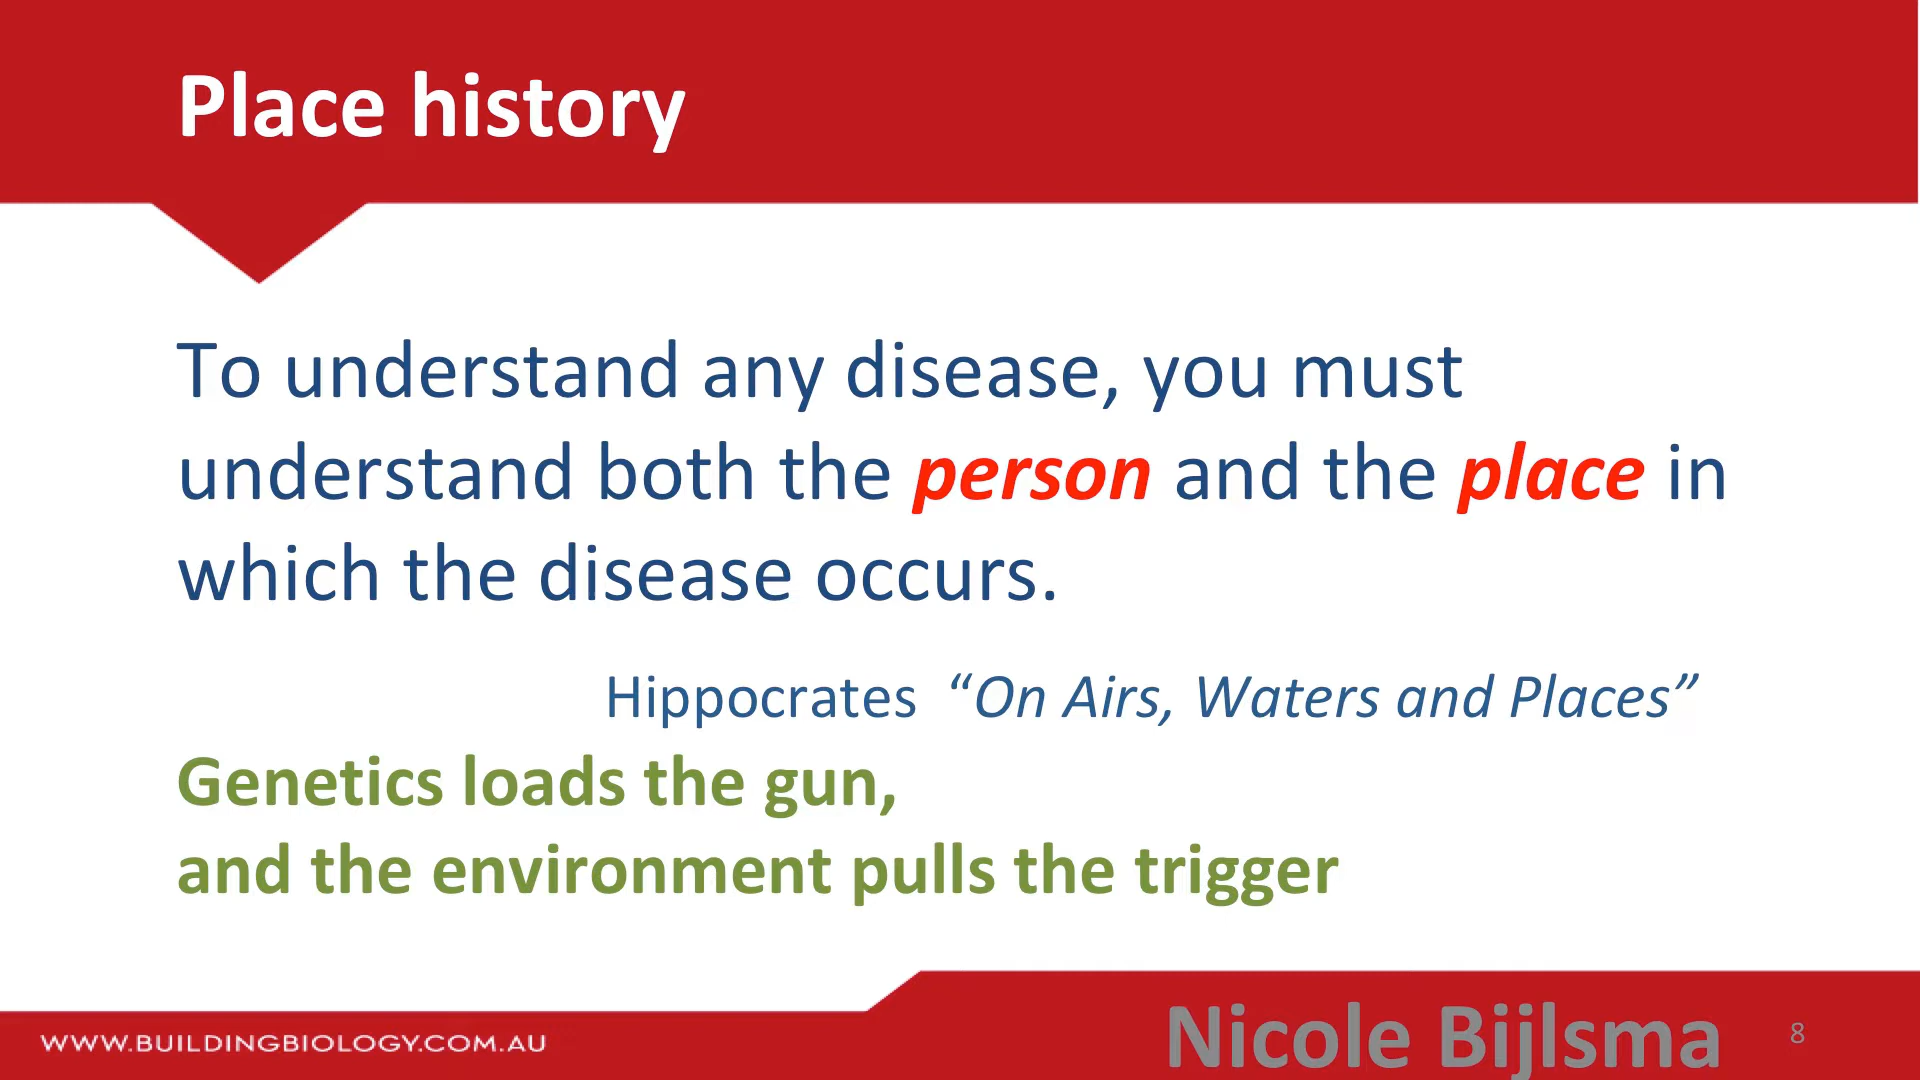 Place history
To understand any disease, you must
understand both the person and the place in
which the disease occurs.
Hippocrates “On Airs, Waters and Places”
Genetics loads the gun,
and the environment pulls the trigger
WWW.BUILDINGBIOLOGY.COM.AU
Nicole Bijlsma
8